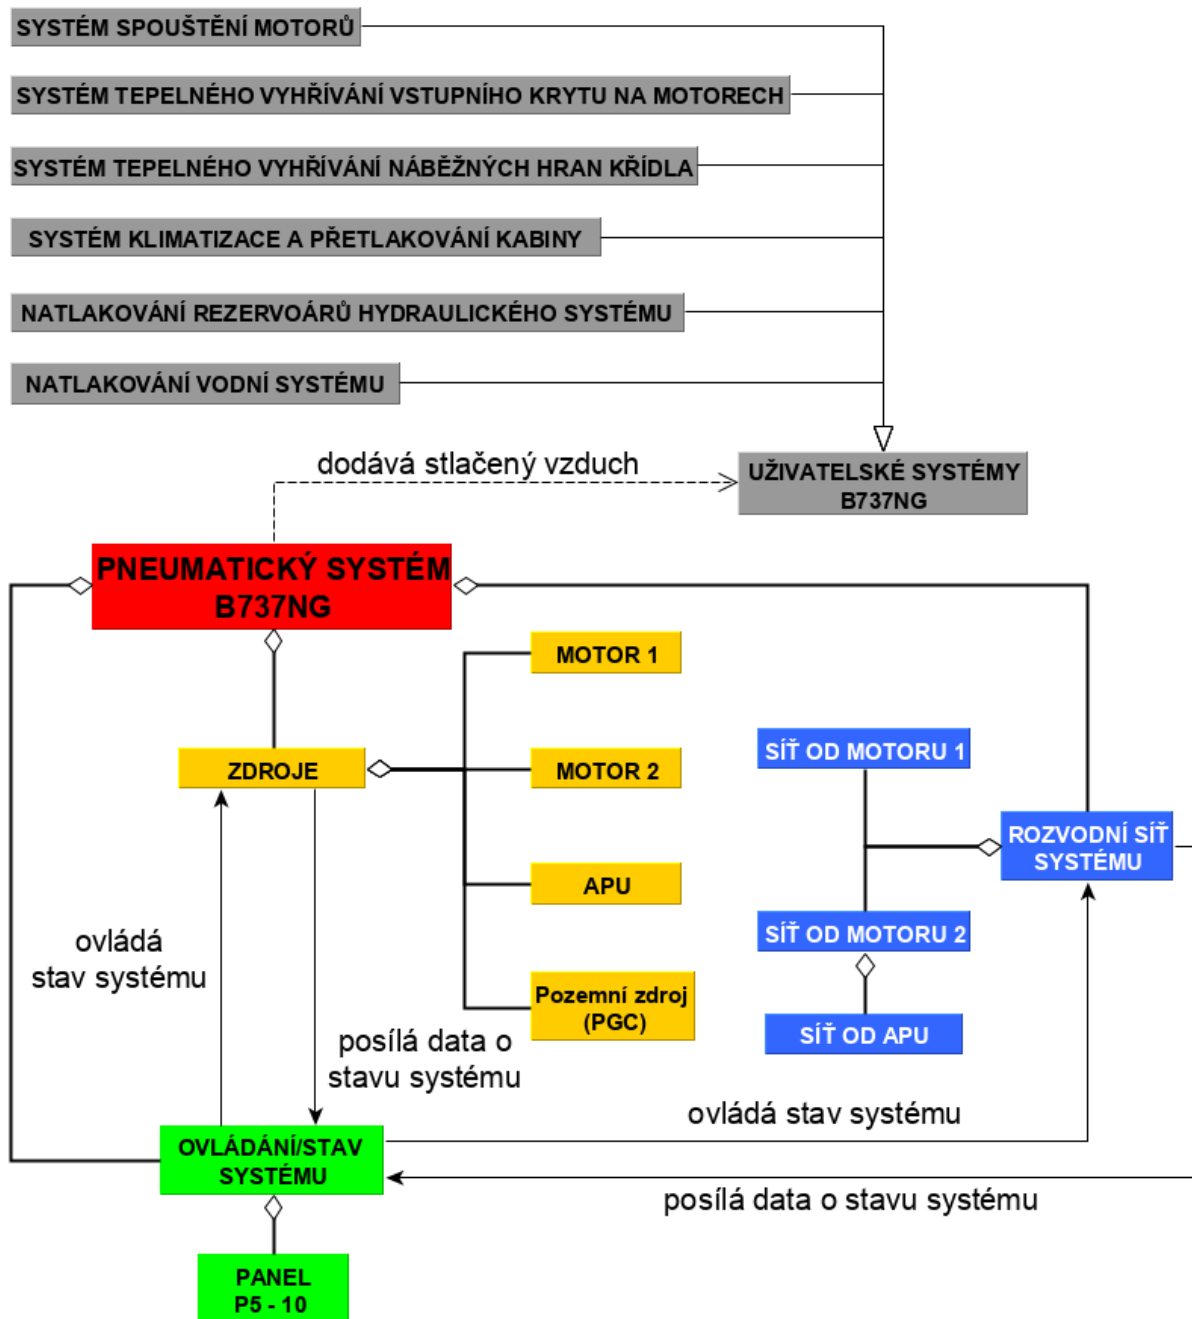 SYSTÉM SPOUŠTĚNÍ MOTORŮ
SYSTÉM TEPELNÉHO VYHŘÍVÁNÍ VSTUPNÍHO KRYTU NA MOTORECH
SYSTÉM TEPELNÉHO VYHŘÍVÁNÍ NÁBĚŽNÝCH HRAN KŘÍDLA
SYSTÉM KLIMATIZACE A PŘETLAKOVÁNÍ KABINY
NATLAKOVÁNÍ REZERVOÁRŮ HYDRAULICKÉHO SYSTÉMU
NATLAKOVÁNÍ VODNÍ SYSTÉMU
dodává stlačený vzduch
UŽIVATELSKÉ SYSTÉMY
B737NG
PNEUMATICKÝ SYSTÉM
B737NG
MOTOR 1
ZDROJE
MOTOR 2
APU
Pozemní zdroj
(PGC)
SÍŤ OD MOTORU 1
ROZVODNÍ SÍŤ
SYSTÉMU
SÍŤ OD MOTORU 2
SÍŤ OD APU
ovládá
stav systému
posílá data o
stavu systému
ovládá stav systému
OVLÁDÁNÍ/STAV
SYSTÉMU
posílá data o stavu systému
PANEL
P5 - 10